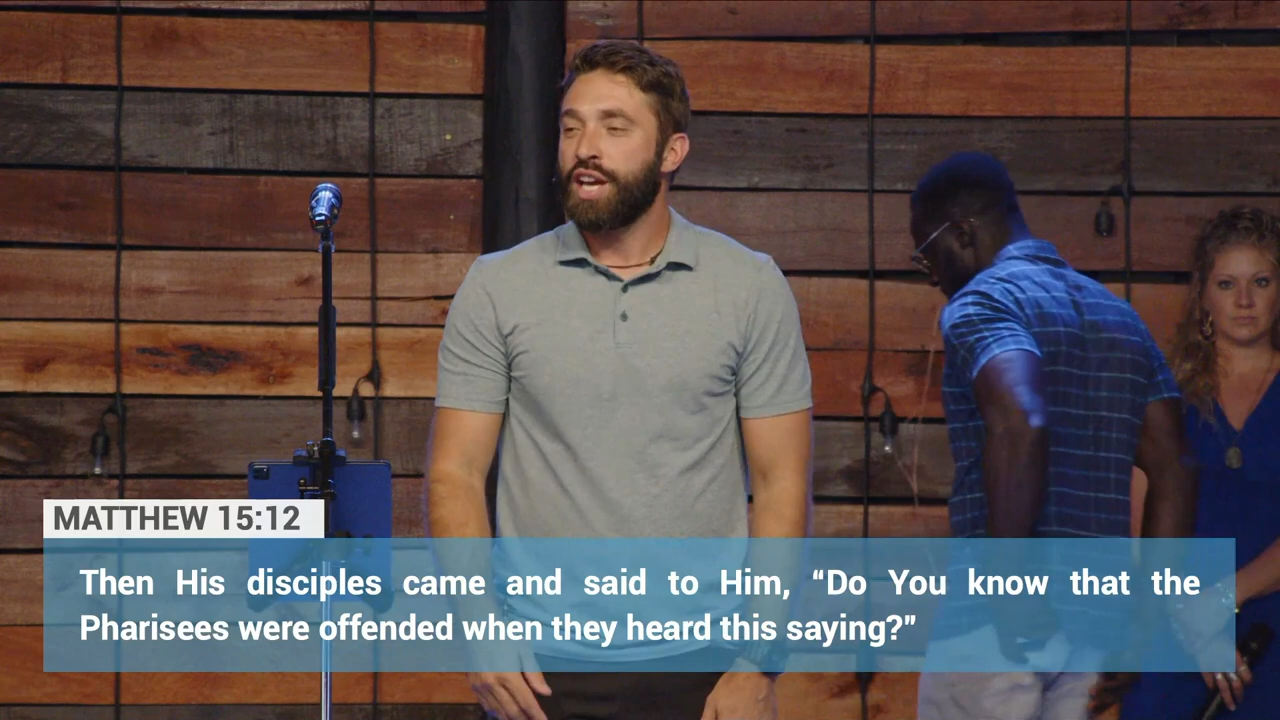 MATTHEW 15:12
Then His disciples came and said to Him, “Do You know that the
Pharisees were offended when they heard this saying?”